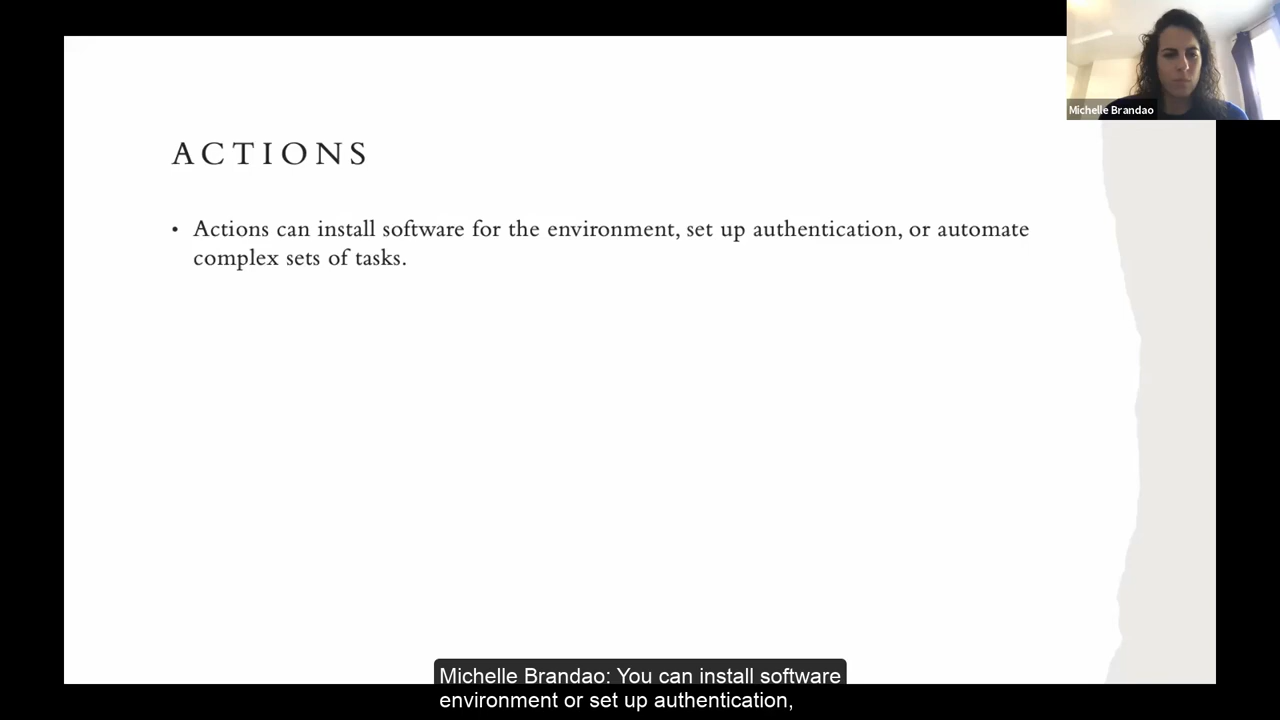 Michelle Brandao
ACTIONS
• Actions can install software for the environment, set up authentication, or automate
complex sets of tasks.
Michelle Brandao: You can install software
environment or set up authentication,